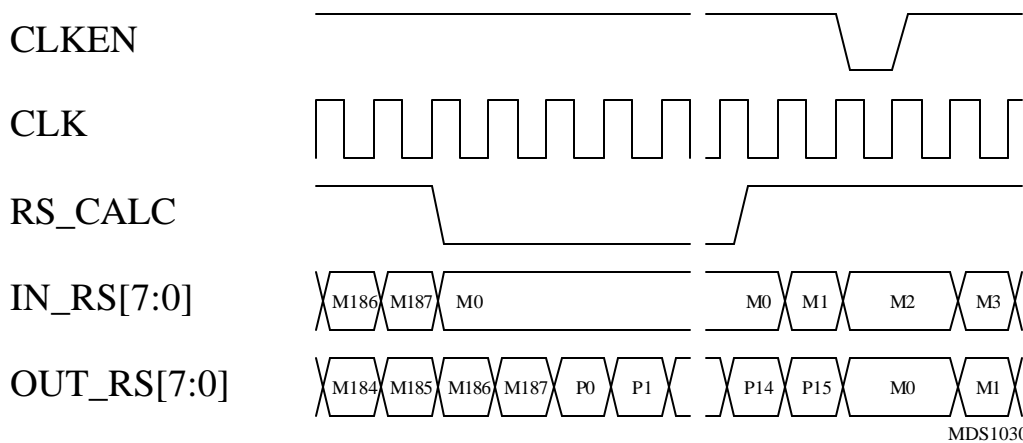 CLKEN
CLK
RS_CALC
IN_RS[7:0] M186 M187 M0 M0 M1 M2 M3
OUT_RS[7:0] M184 M185 M186 M187 P0 P1 P14 P15 M0 M1
MDS1030